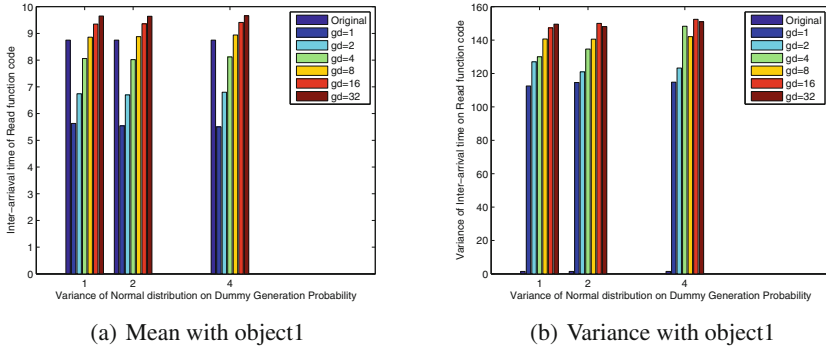 Inter-arriaval time of Read function code
10
9
8
7
6
5
4
3
2
1
0
1
2
4
Variance of Normal distribution on Dummy Generation Probability
Original
gd=1
gd=2
gd=4
gd=8
gd=16
gd=32
(a) Mean with object1
Variance of Inter-arrival time on Read function code
160
140
120
100
80
60
40
20
0
1
2
4
Variance of Normal distribution on Dummy Generation Probability
Original
gd=1
gd=2
gd=4
gd=8
gd=16
gd=32
(b) Variance with object1